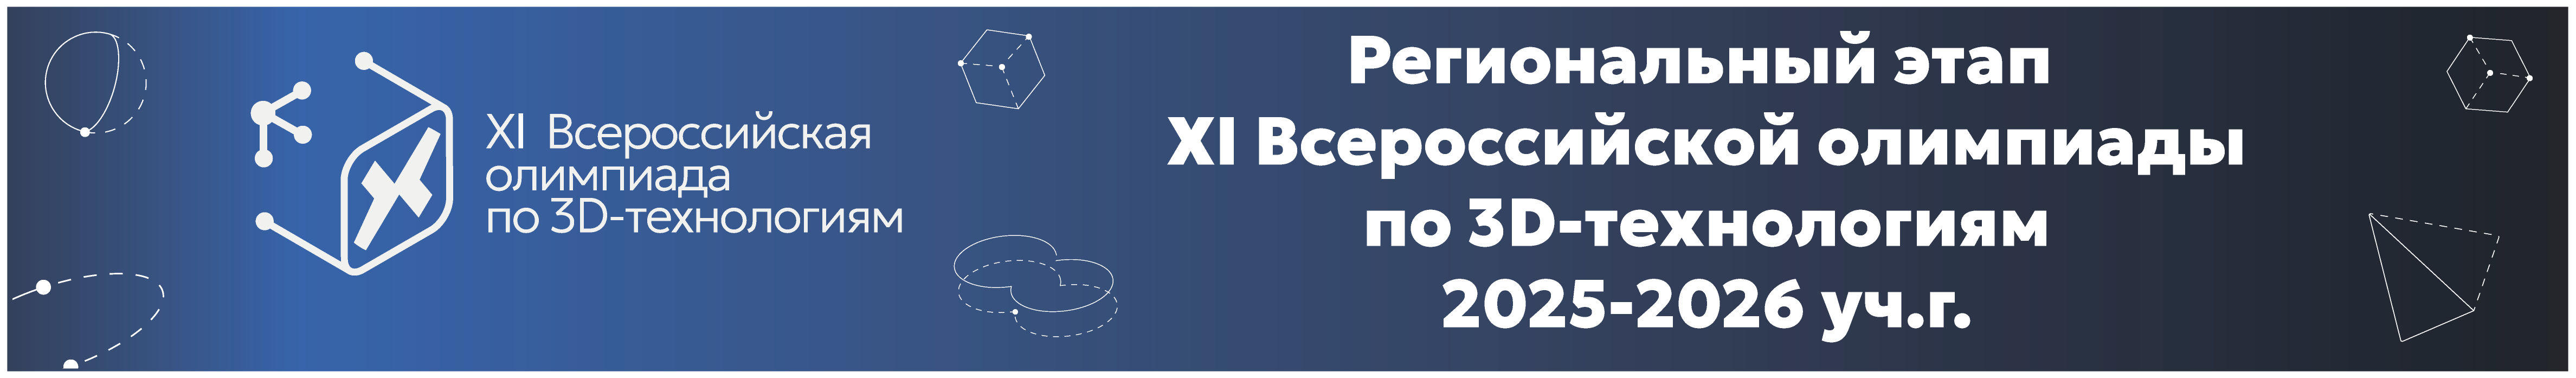 XI Всероссийская
олимпиада
по 3D-технологиям
Региональный этап
XI Всероссийской олимпиады
по 3D-технологиям
2025-2026 уч.г.